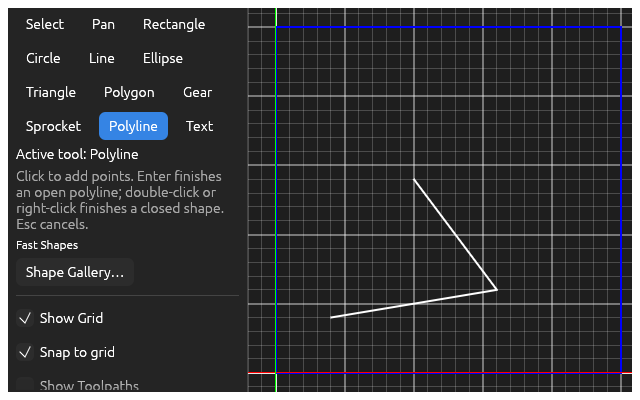 Select Pan Rectangle
Circle Line Ellipse
Triangle Polygon Gear
Sprocket Polyline Text
Active tool: Polyline
Click to add points. Enter finishes
an open polyline; double-click or
right-click finishes a closed shape.
Esc cancels.
Fast Shapes
Shape Gallery...
Show Grid
Snap to grid
Show Toolpaths